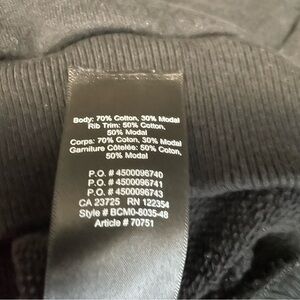 Body: 70% Cotton, 30% Modal
Rib Trim: 50% Cotton,
50% Modal
Corps: 70% Coton, 30% Modal
Garniture Côtelée: 50% Coton,
50% Modal
P.O. # 4500096740
P.O. # 4500096741
P.O. # 4500096743
CA 23725 RN 122354
Style # BCM0-8035-48
Article # 70751